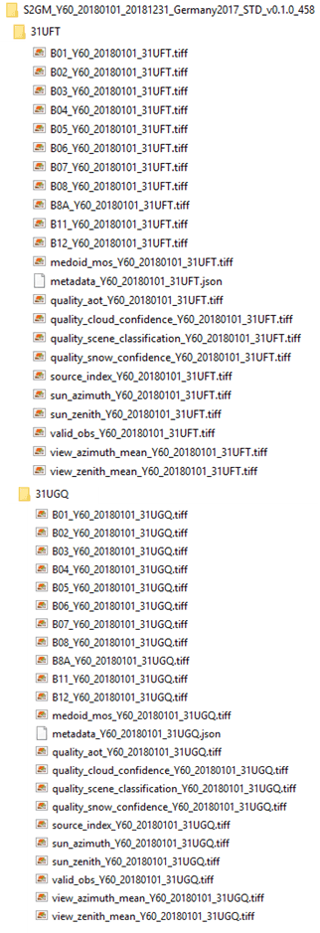 S2GM_Y60_20180101_20181231_Germany2017_STD_v0.1.0_458
31UFT
B01_Y60_20180101_31UFT.tiff
B02_Y60_20180101_31UFT.tiff
B03_Y60_20180101_31UFT.tiff
B04_Y60_20180101_31UFT.tiff
B05_Y60_20180101_31UFT.tiff
B06_Y60_20180101_31UFT.tiff
B07_Y60_20180101_31UFT.tiff
B08_Y60_20180101_31UFT.tiff
B8A_Y60_20180101_31UFT.tiff
B11_Y60_20180101_31UFT.tiff
B12_Y60_20180101_31UFT.tiff
medoid_mos_Y60_20180101_31UFT.tiff
metadata_Y60_20180101_31UFT.json
quality_aot_Y60_20180101_31UFT.tiff
quality_cloud_confidence_Y60_20180101_31UFT.tiff
quality_scene_classification_Y60_20180101_31UFT.tiff
quality_snow_confidence_Y60_20180101_31UFT.tiff
source_index_Y60_20180101_31UFT.tiff
sun_azimuth_Y60_20180101_31UFT.tiff
sun_zenith_Y60_20180101_31UFT.tiff
valid_obs_Y60_20180101_31UFT.tiff
view_azimuth_mean_Y60_20180101_31UFT.tiff
view_zenith_mean_Y60_20180101_31UFT.tiff
31UGQ
B01_Y60_20180101_31UGQ.tiff
B02_Y60_20180101_31UGQ.tiff
B03_Y60_20180101_31UGQ.tiff
B04_Y60_20180101_31UGQ.tiff
B05_Y60_20180101_31UGQ.tiff
B06_Y60_20180101_31UGQ.tiff
B07_Y60_20180101_31UGQ.tiff
B08_Y60_20180101_31UGQ.tiff
B8A_Y60_20180101_31UGQ.tiff
B11_Y60_20180101_31UGQ.tiff
B12_Y60_20180101_31UGQ.tiff
medoid_mos_Y60_20180101_31UGQ.tiff
metadata_Y60_20180101_31UGQ.json
quality_aot_Y60_20180101_31UGQ.tiff
quality_cloud_confidence_Y60_20180101_31UGQ.tiff
quality_scene_classification_Y60_20180101_31UGQ.tiff
quality_snow_confidence_Y60_20180101_31UGQ.tiff
source_index_Y60_20180101_31UGQ.tiff
sun_azimuth_Y60_20180101_31UGQ.tiff
sun_zenith_Y60_20180101_31UGQ.tiff
valid_obs_Y60_20180101_31UGQ.tiff
view_azimuth_mean_Y60_20180101_31UGQ.tiff
view_zenith_mean_Y60_20180101_31UGQ.tiff